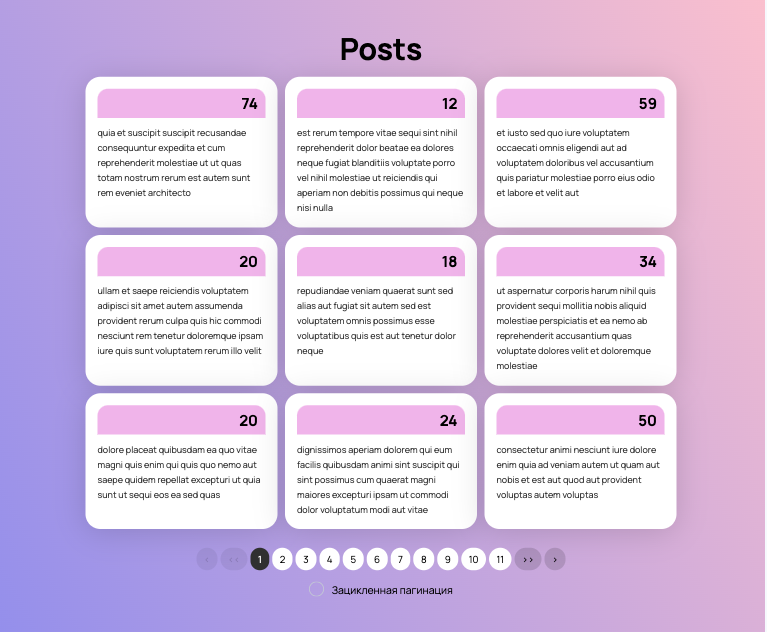 Posts
74
quia et suscipit suscipit recusandae
consequuntur expedita et cum
reprehenderit molestiae ut ut quas
totam nostrum rerum est autem sunt
rem eveniet architecto
12
est rerum tempore vitae sequi sint nihil
reprehenderit dolor beatae ea dolores
neque fugiat blanditiis voluptate porro
vel nihil molestiae ut reiciendis qui
aperiam non debitis possimus qui neque
nisi nulla
59
et iusto sed quo iure voluptatem
occaecati omnis eligendi aut ad
voluptatem doloribus vel accusantium
quis pariatur molestiae porro eius odio
et labore et velit aut
20
ullam et saepe reiciendis voluptatem
adipisci sit amet autem assumenda
provident rerum culpa quis hic commodi
nesciunt rem tenetur doloremque ipsam
iure quis sunt voluptatem rerum illo velit
18
repudiandae veniam quaerat sunt sed
alias aut fugiat sit autem sed est
voluptatem omnis possimus esse
voluptatibus quis est aut tenetur dolor
neque
34
ut aspernatur corporis harum nihil quis
provident sequi mollitia nobis aliquid
molestiae perspiciatis et ea nemo ab
reprehenderit accusantium quas
voluptate dolores velit et doloremque
molestiae
20
dolore placeat quibusdam ea quo vitae
magni quis enim qui quis quo nemo aut
saepe quidem repellat excepturi ut quia
sunt ut sequi eos ea sed quas
24
dignissimos aperiam dolorem qui eum
facilis quibusdam animi sint suscipit qui
sint possimus cum quaerat magni
maiores excepturi ipsam ut commodi
dolor voluptatum modi aut vitae
50
consectetur animi nesciunt iure dolore
enim quia ad veniam autem ut quam aut
nobis et est aut quod aut provident
voluptas autem voluptas
< << 1 2 3 4 5 6 7 8 9 10 11 >> >
Зацикленная пагинация